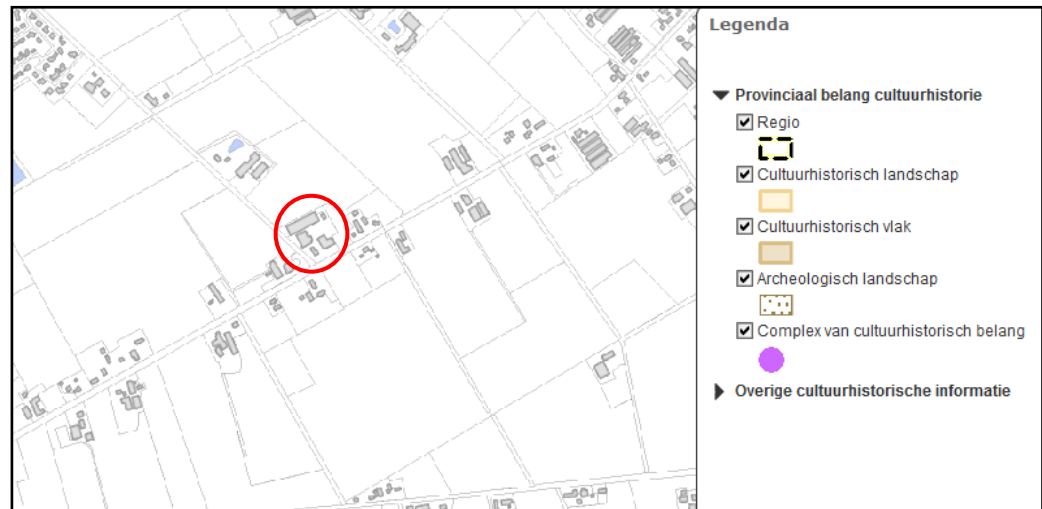 Legenda
Provinciaal belang cultuurhistorie
Regio
Cultuurhistorisch landschap
Cultuurhistorisch vlak
Archeologisch landschap
Complex van cultuurhistorisch belang
Overige cultuurhistorische informatie